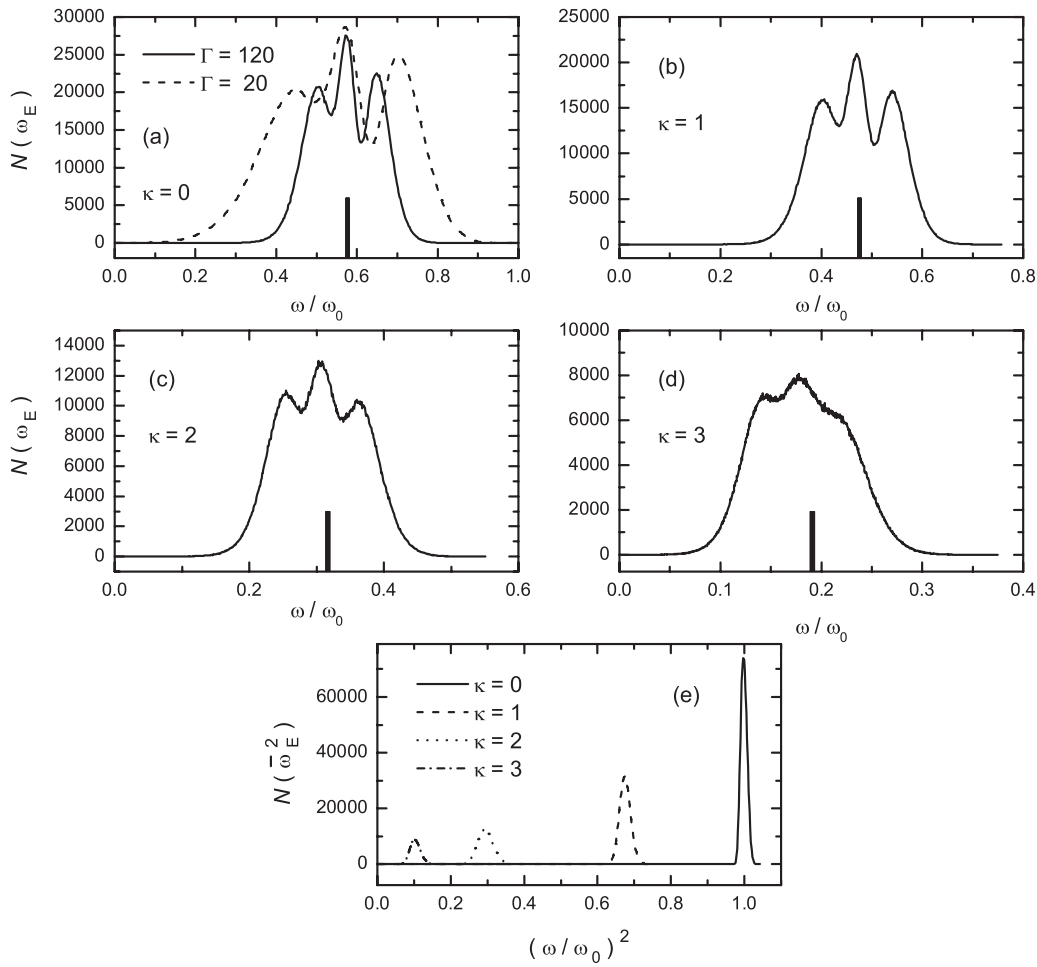 30000
25000
20000
15000
10000
5000
0
N ( ω_E )
Γ = 120
Γ = 20
(a)
κ = 0
0.0 0.2 0.4 0.6 0.8 1.0
ω / ω_0
25000
20000
15000
10000
5000
0
(b)
κ = 1
0.0 0.2 0.4 0.6 0.8
ω / ω_0
14000
12000
10000
8000
6000
4000
2000
0
N ( ω_E )
(c)
κ = 2
0.0 0.2 0.4 0.6
ω / ω_0
10000
8000
6000
4000
2000
0
(d)
κ = 3
0.0 0.1 0.2 0.3 0.4
ω / ω_0
60000
40000
20000
0
N ( ω̄_E^2 )
κ = 0
κ = 1
κ = 2
κ = 3
(e)
0.0 0.2 0.4 0.6 0.8 1.0
( ω / ω_0 )^2